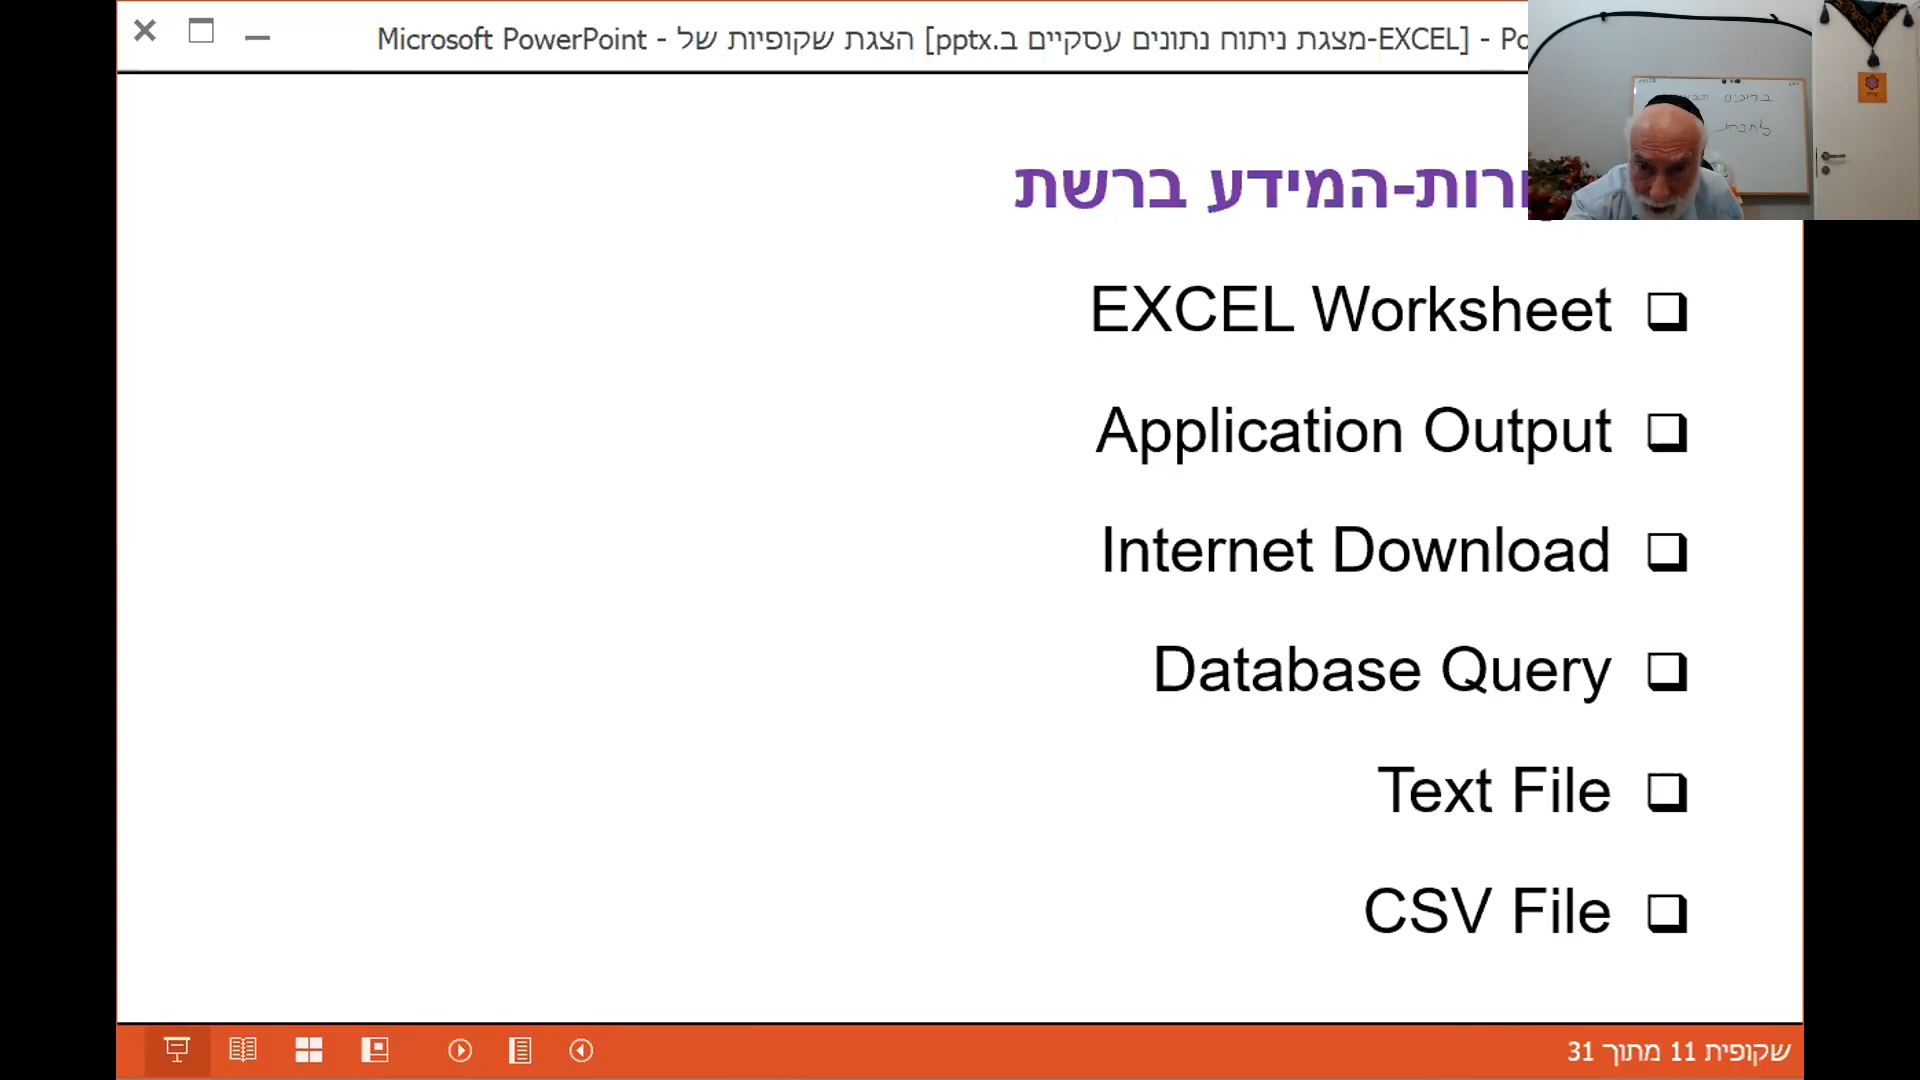 Microsoft PowerPoint - הצגת שקופיות של [pptx.מצגת ניתוח נתונים עסקיים ב-EXCEL] - Po
המידע ברשת
EXCEL Worksheet
Application Output
Internet Download
Database Query
Text File
CSV File
שקופית 11 מתוך 31
ברוכים